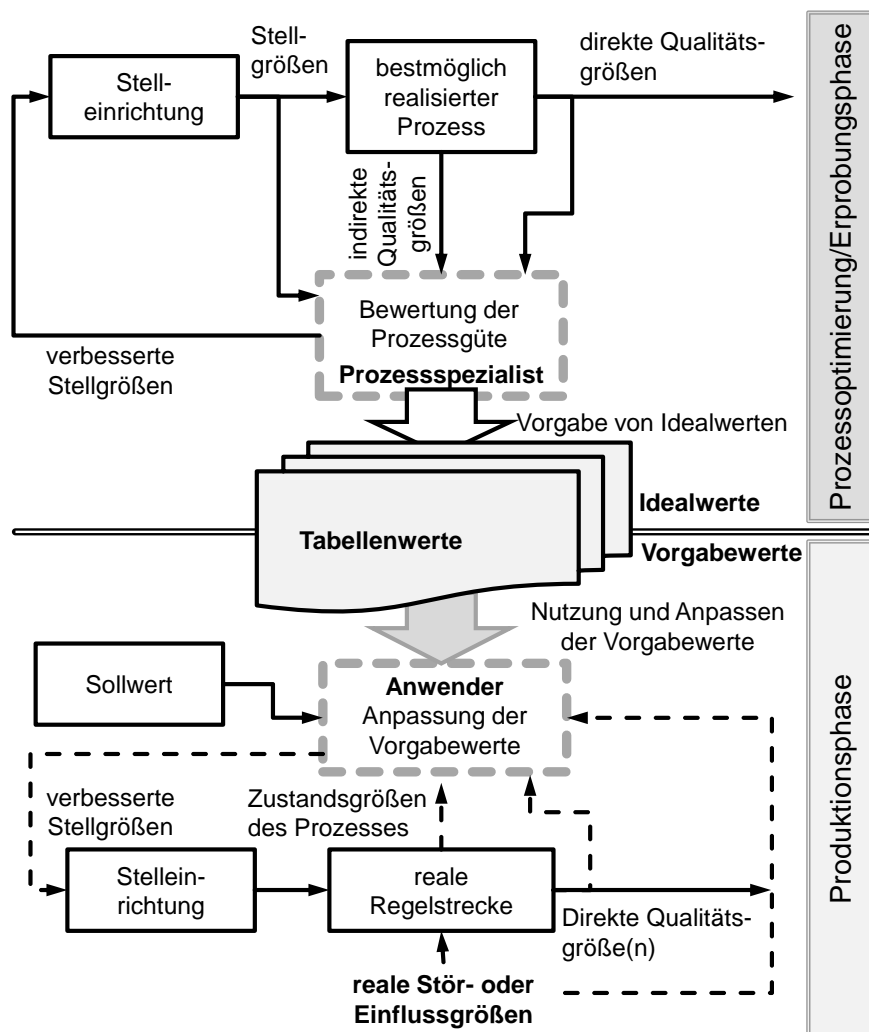 Stell-
größen
direkte Qualitäts-
größen
Stell-
einrichtung
bestmöglich
realisierter
Prozess
indirekte
Qualitäts-
größen
Bewertung der
Prozessgüte
Prozessspezialist
verbesserte
Stellgrößen
Vorgabe von Idealwerten
Prozessoptimierung/Erprobungsphase
Idealwerte
Tabellenwerte
Vorgabewerte
Nutzung und Anpassen
der Vorgabewerte
Sollwert
Anwender
Anpassung der
Vorgabewerte
verbesserte
Stellgrößen
Zustandsgrößen
des Prozesses
Stellein-
richtung
reale
Regelstrecke
Direkte Qualitäts-
größe(n)
reale Stör- oder
Einflussgrößen
Produktionsphase